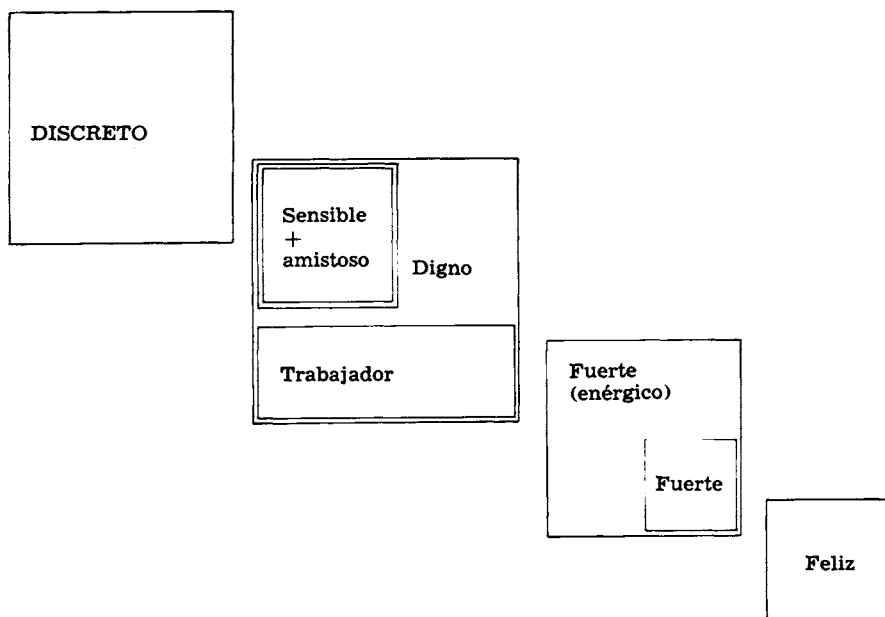 DISCRETO
Sensible
+
amistoso
Digno
Trabajador
Fuerte
(enérgico)
Fuerte
Feliz